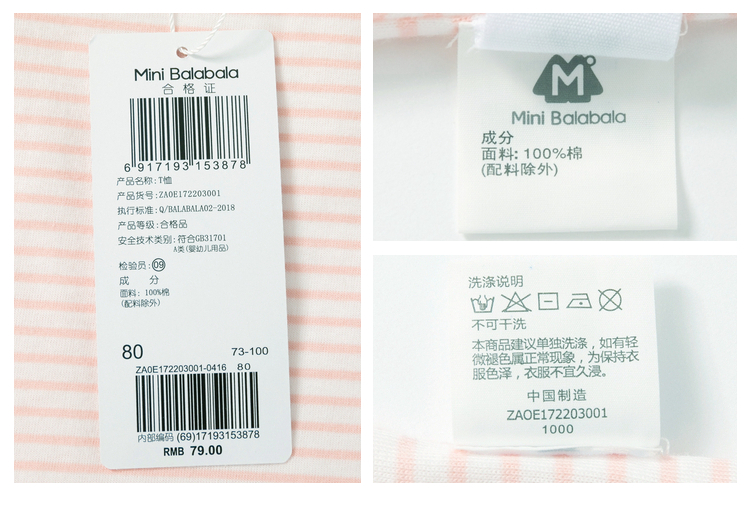 Mini Balabala
合格证
6 917193 153878
产品名称:T恤
产品货号:ZA0E172203001
执行标准:Q/BALABALA02-2018
产品等级:合格品
安全技术类别:符合GB31701
A类(婴幼儿用品)
检验员:09
成 分
面料: 100%棉
(配料除外)
80 73-100
ZA0E172203001-0416 80
内部编码 (69)17193153878
RMB 79.00
M
Mini Balabala
成分
面料: 100%棉
(配料除外)
洗涤说明
不可干洗
本商品建议单独洗涤，如有轻
微褪色属正常现象，为保持衣
服色泽，衣服不宜久浸。
中国制造
ZAOE172203001
1000